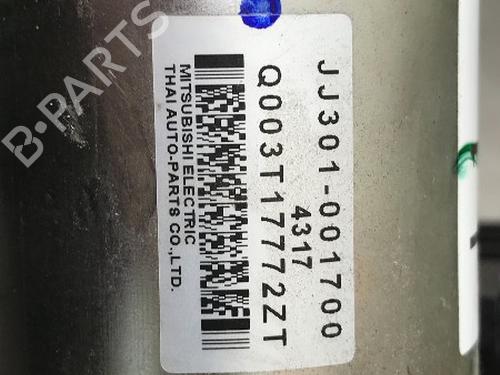 B-PARTS
JJ301-001700
4317
Q003T17772ZT
MITSUBISHI ELECTRIC
THAI AUTO-PARTS CO.,LTD.